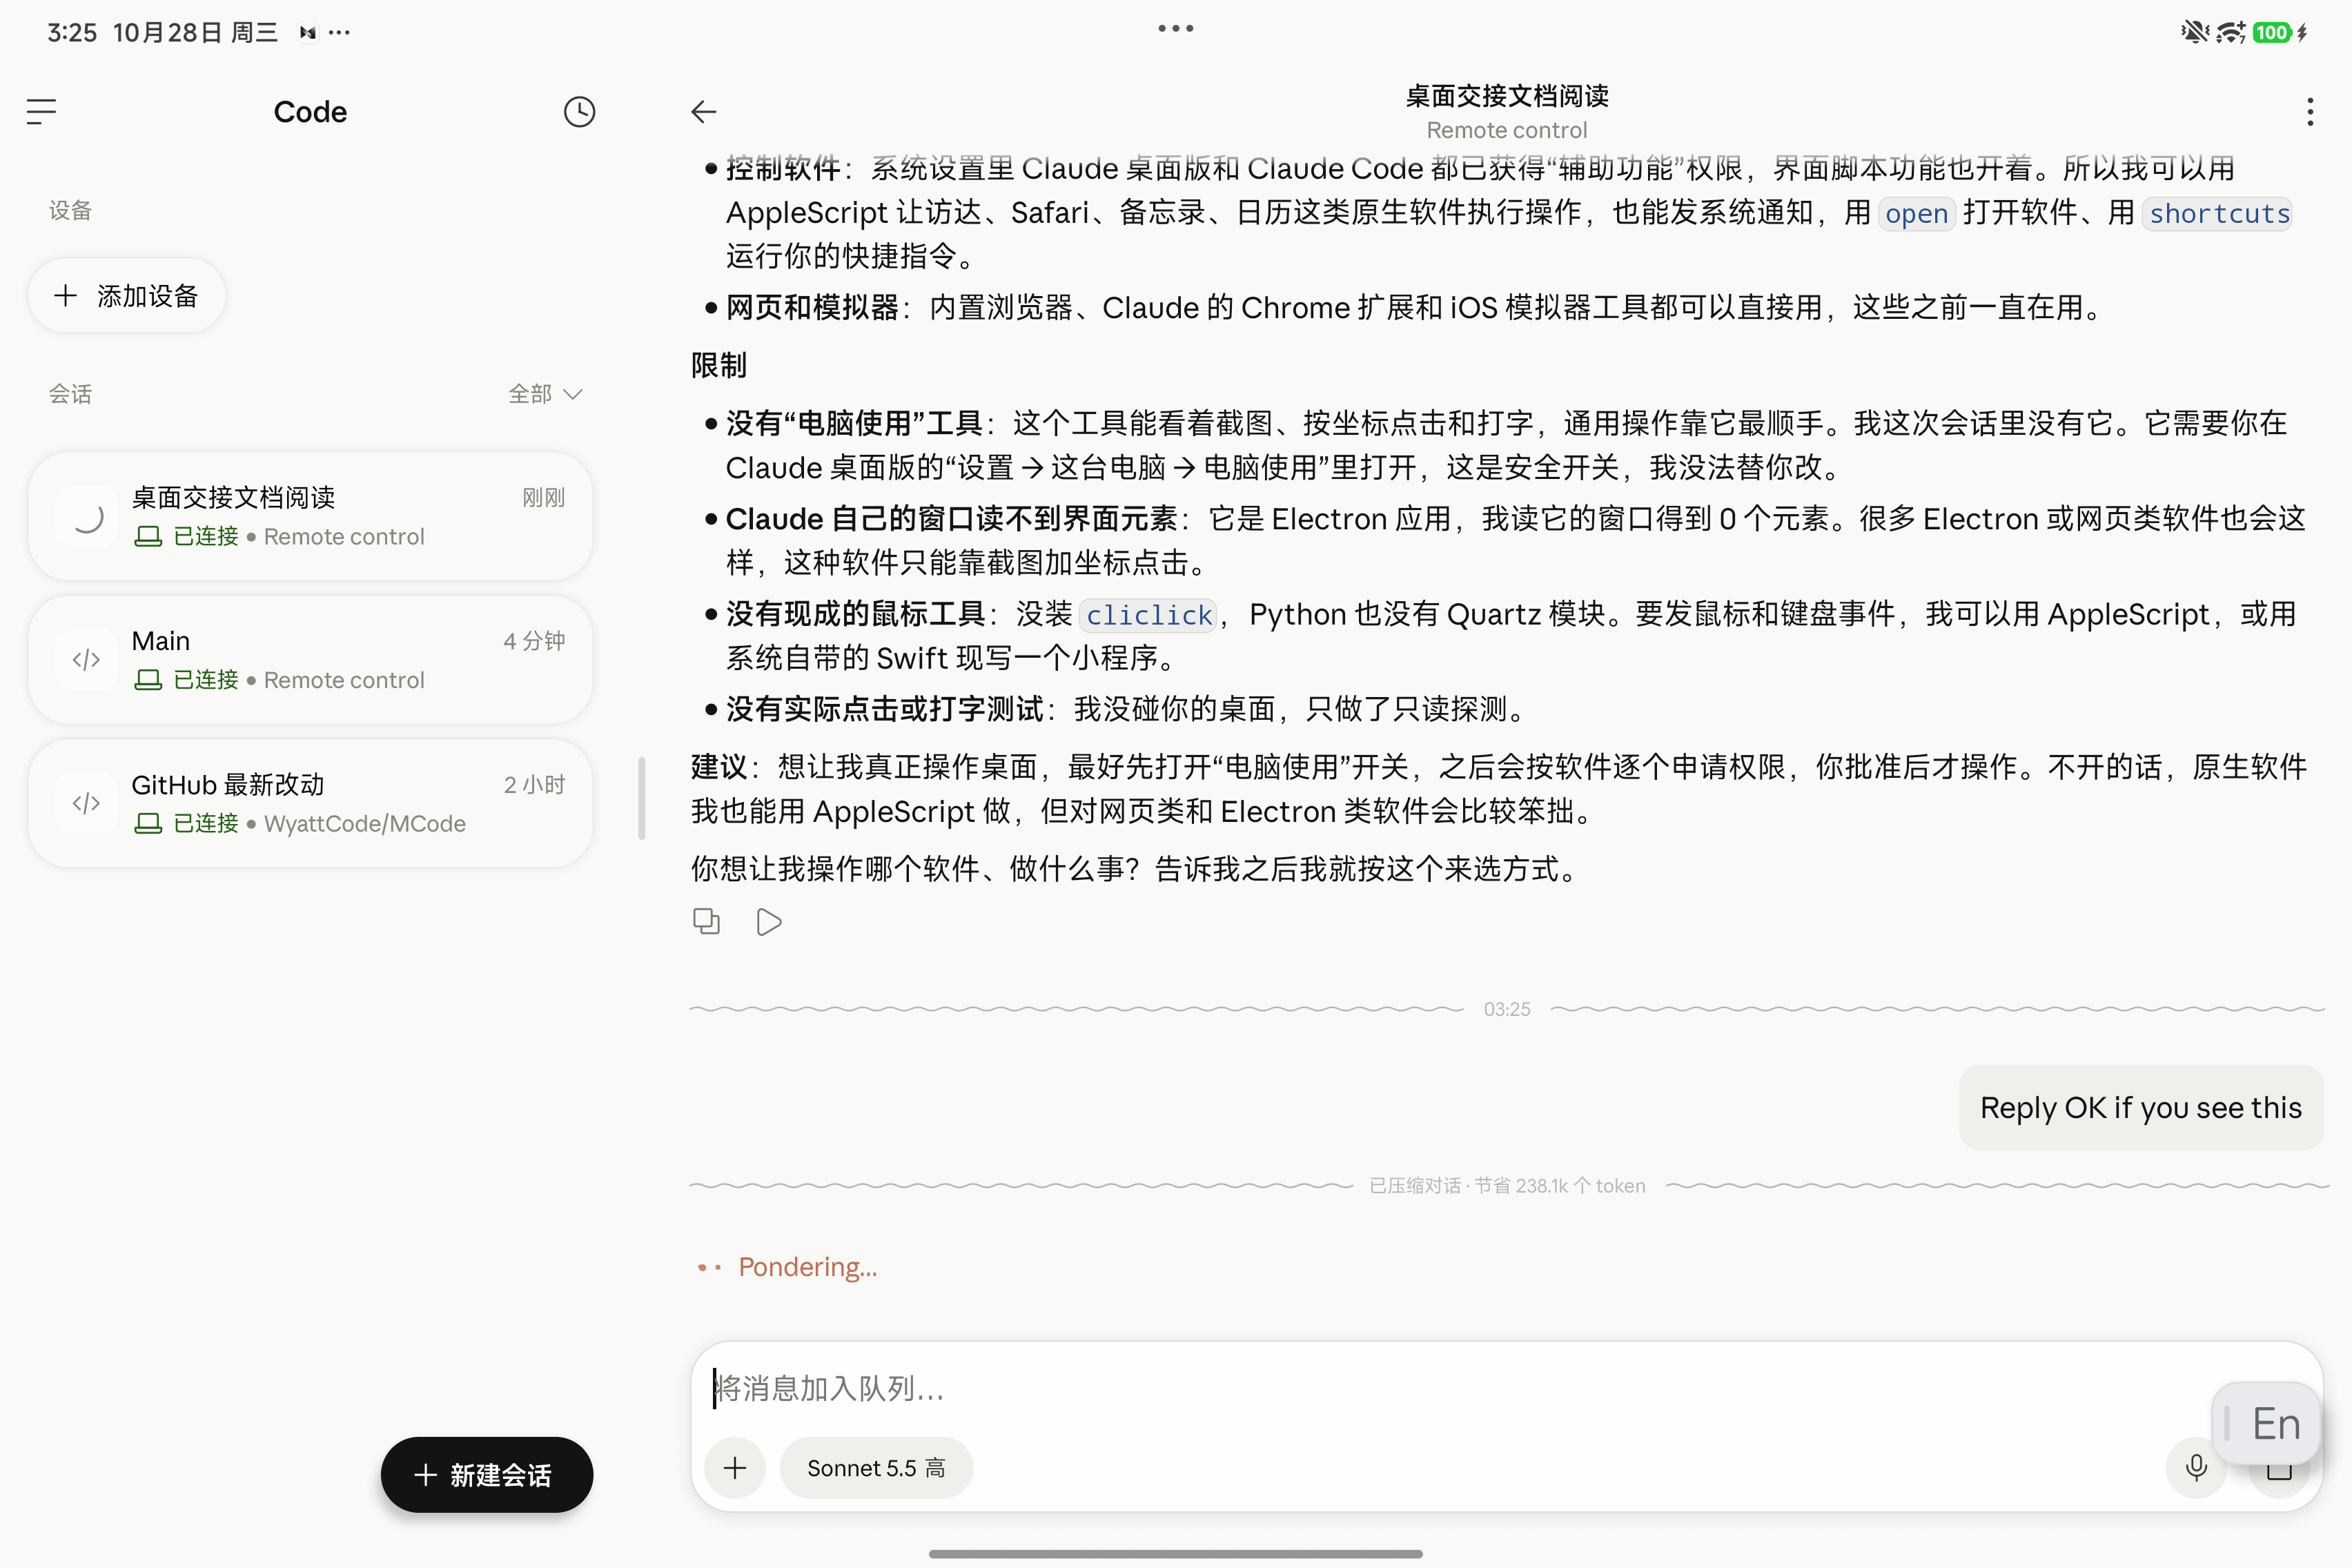 3:25 10月28日 周三
100
Code
设备
添加设备
会话
全部
桌面交接文档阅读
刚刚
已连接 • Remote control
Main
4 分钟
已连接 • Remote control
GitHub 最新改动
2 小时
已连接 • WyattCode/MCode
新建会话
桌面交接文档阅读
Remote control
• 控制软件：系统设置里 Claude 桌面版和 Claude Code 都已获得“辅助功能”权限，界面脚本功能也开着。所以我可以用
AppleScript 让访达、Safari、备忘录、日历这类原生软件执行操作，也能发系统通知，用 open 打开软件、用 shortcuts
运行你的快捷指令。
• 网页和模拟器：内置浏览器、Claude 的 Chrome 扩展和 iOS 模拟器工具都可以直接用，这些之前一直在用。
限制
• 没有“电脑使用”工具：这个工具能看着截图、按坐标点击和打字，通用操作靠它最顺手。我这次会话里没有它。它需要你在
Claude 桌面版的“设置 → 这台电脑 → 电脑使用”里打开，这是安全开关，我没法替你改。
• Claude 自己的窗口读不到界面元素：它是 Electron 应用，我读它的窗口得到 0 个元素。很多 Electron 或网页类软件也会这
样，这种软件只能靠截图加坐标点击。
• 没有现成的鼠标工具：没装 cliclick，Python 也没有 Quartz 模块。要发鼠标和键盘事件，我可以用 AppleScript，或用
系统自带的 Swift 现写一个小程序。
• 没有实际点击或打字测试：我没碰你的桌面，只做了只读探测。
建议：想让我真正操作桌面，最好先打开“电脑使用”开关，之后会按软件逐个申请权限，你批准后才操作。不开的话，原生软件
我也能用 AppleScript 做，但对网页类和 Electron 类软件会比较笨拙。
你想让我操作哪个软件、做什么事？告诉我之后我就按这个来选方式。
03:25
Reply OK if you see this
已压缩对话 · 节省 238.1k 个 token
Pondering...
将消息加入队列...
Sonnet 5.5 高
En